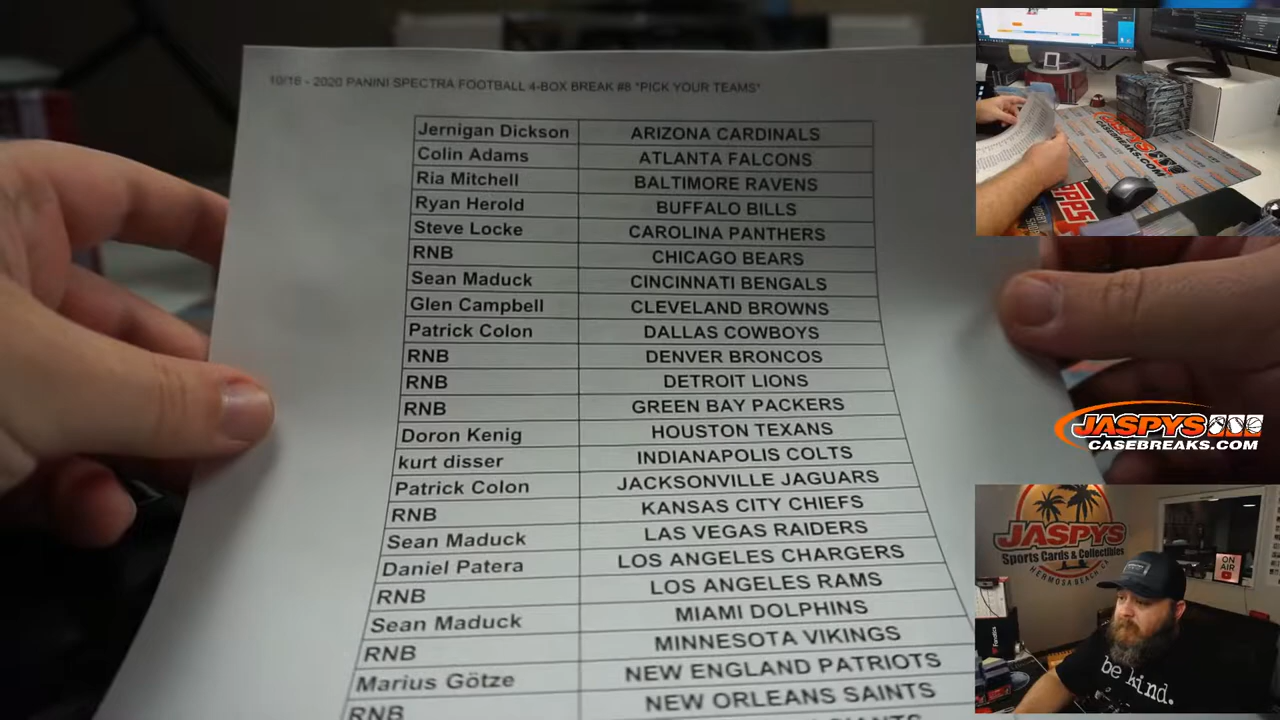 10/16 - 2020 PANINI SPECTRA FOOTBALL 4-BOX BREAK #8 *PICK YOUR TEAMS*
Jernigan Dickson ARIZONA CARDINALS
Colin Adams ATLANTA FALCONS
Ria Mitchell BALTIMORE RAVENS
Ryan Herold BUFFALO BILLS
Steve Locke CAROLINA PANTHERS
RNB CHICAGO BEARS
Sean Maduck CINCINNATI BENGALS
Glen Campbell CLEVELAND BROWNS
Patrick Colon DALLAS COWBOYS
RNB DENVER BRONCOS
RNB DETROIT LIONS
RNB GREEN BAY PACKERS
Doron Kenig HOUSTON TEXANS
kurt disser INDIANAPOLIS COLTS
Patrick Colon JACKSONVILLE JAGUARS
RNB KANSAS CITY CHIEFS
Sean Maduck LAS VEGAS RAIDERS
Daniel Patera LOS ANGELES CHARGERS
RNB LOS ANGELES RAMS
Sean Maduck MIAMI DOLPHINS
RNB MINNESOTA VIKINGS
Marius Götze NEW ENGLAND PATRIOTS
RNB NEW ORLEANS SAINTS
JASPYS
CASEBREAKS.COM
TOPPS
JASPYS
CASEBREAKS.COM
JASPYS
Sports Cards & Collectibles
HERMOSA BEACH, CA
ON
AIR
be kind.